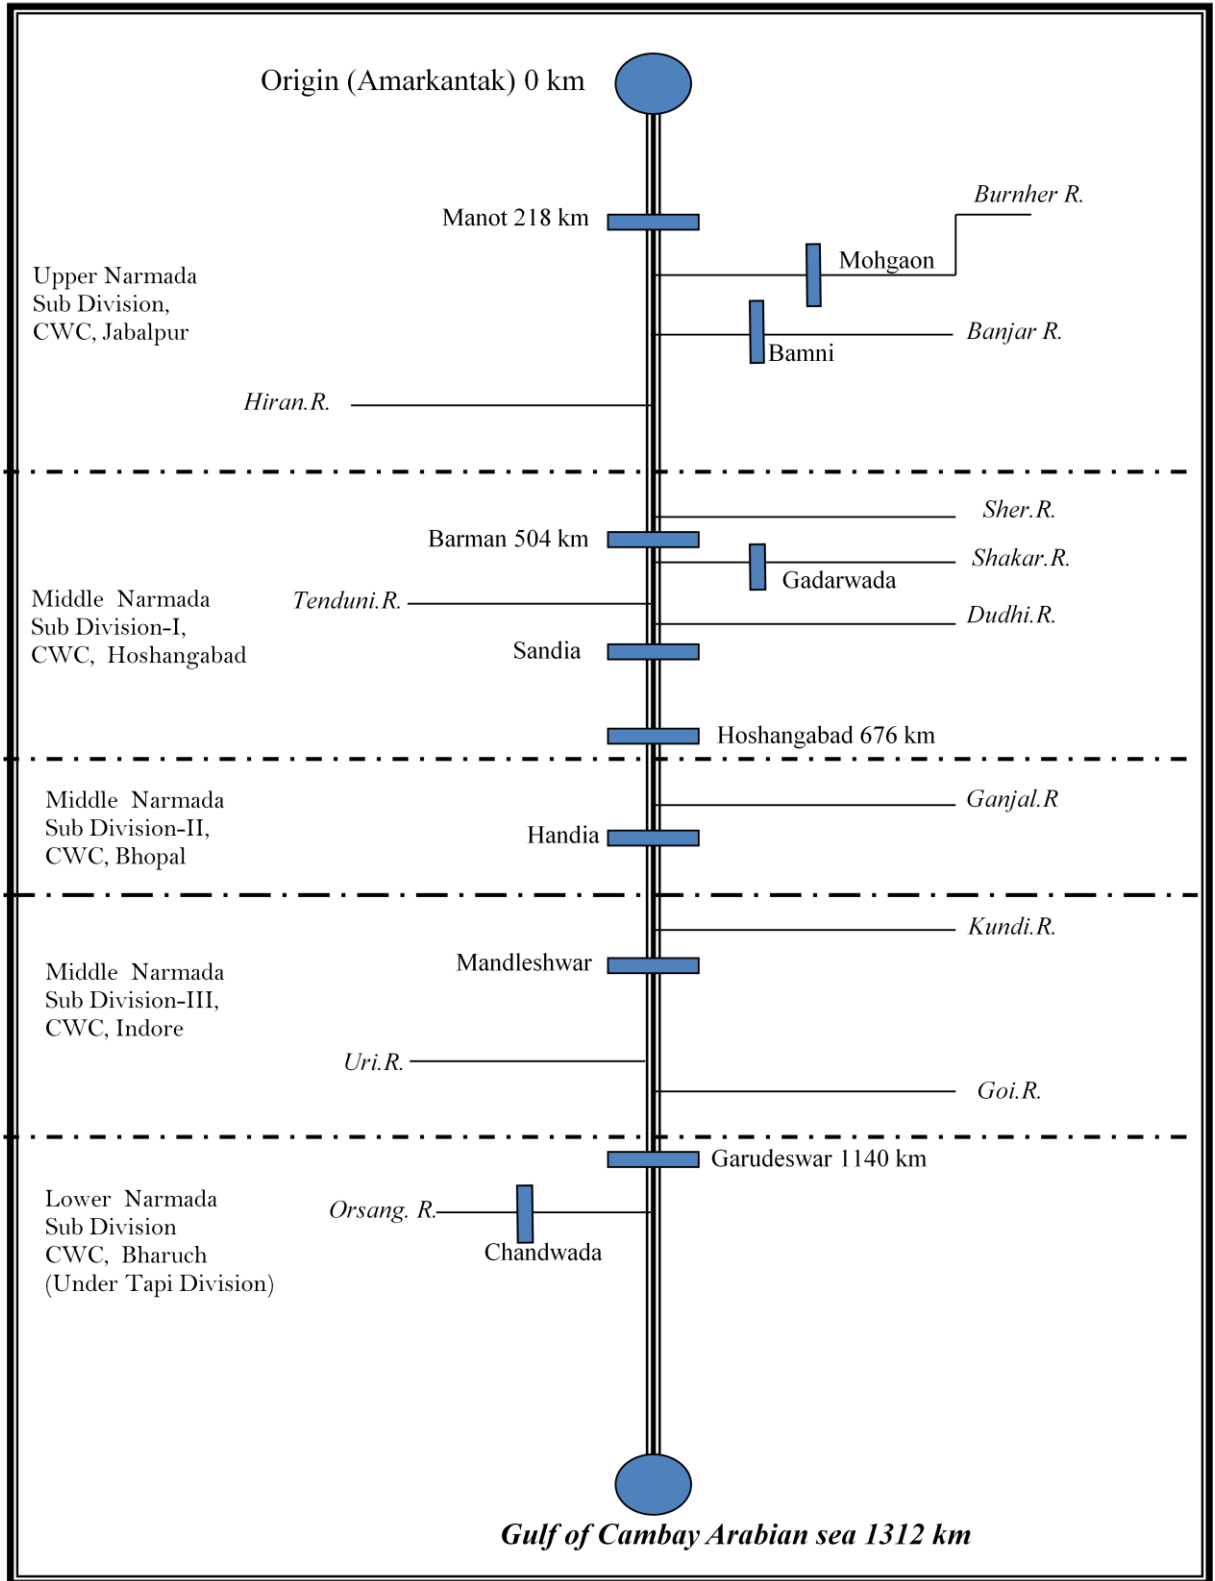 Origin (Amarkantak) 0 km
Burnher R.
Manot 218 km
Mohgaon
Upper Narmada
Sub Division,
CWC, Jabalpur
Banjar R.
Bamni
Hiran.R.
Sher.R.
Barman 504 km
Shakar.R.
Gadarwada
Middle Narmada
Sub Division-I,
CWC, Hoshangabad
Tenduni.R.
Dudhi.R.
Sandia
Hoshangabad 676 km
Middle Narmada
Sub Division-II,
CWC, Bhopal
Ganjal.R
Handia
Kundi.R.
Mandleshwar
Middle Narmada
Sub Division-III,
CWC, Indore
Uri.R.
Goi.R.
Garudeswar 1140 km
Lower Narmada
Sub Division
CWC, Bharuch
(Under Tapi Division)
Orsang. R.
Chandwada
Gulf of Cambay Arabian sea 1312 km